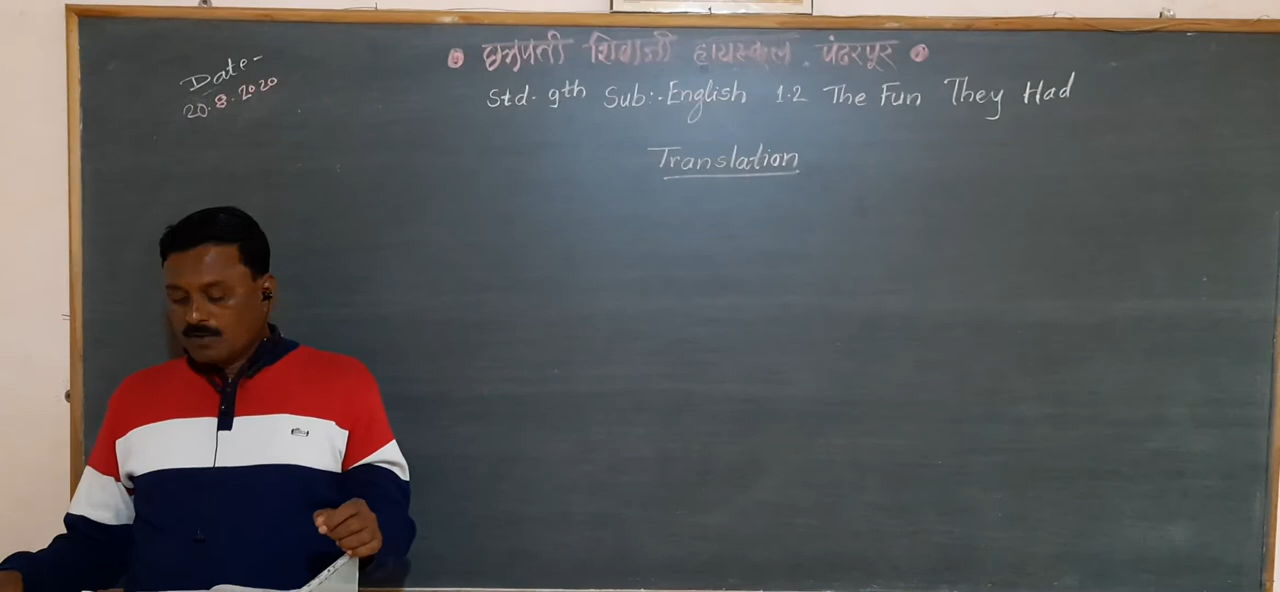 छत्रपती शिवाजी हायस्कूल. पंढरपूर
Date-
20.8.2020
Std. 9th Sub:-English 1.2 The Fun They Had
Translation